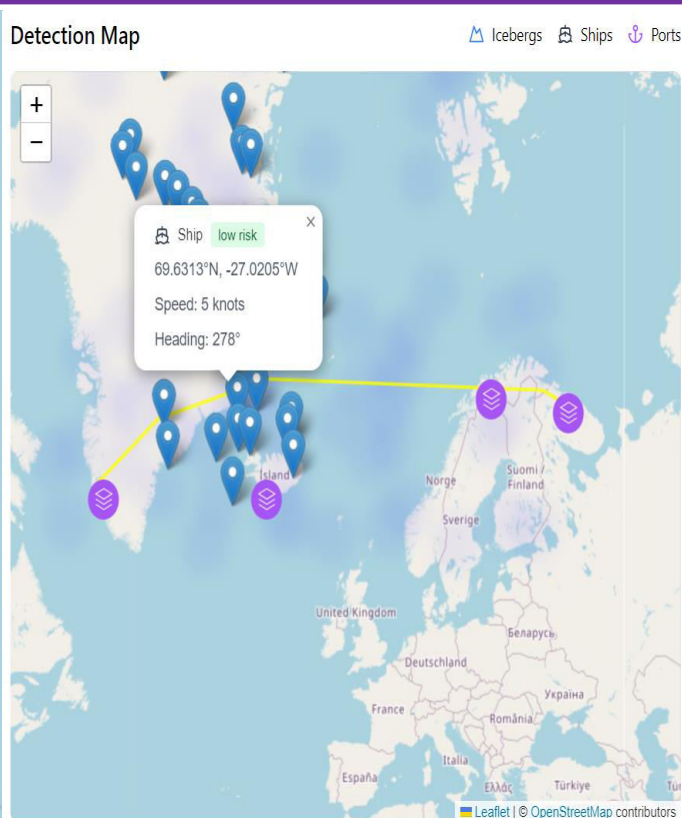 Detection Map
Icebergs Ships Ports
+
−
Ship low risk X
69.6313°N, -27.0205°W
Speed: 5 knots
Heading: 278°
Ísland
Suomi /
Finland
Norge
Sverige
United Kingdom
Беларусь
Deutschland
Україна
France
România
Italia
España
Ελλάς
Türkiye
Leaflet | © OpenStreetMap contributors